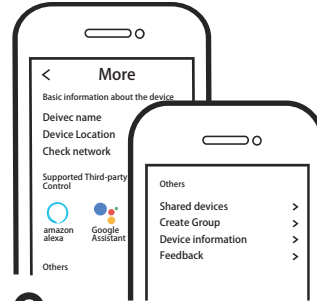 <
More
Basic information about the device
Deivec name
Device Location
Check network
Supported Third-party
Control
amazon
alexa
Google
Assistant
Others
Others
Shared devices >
Create Group >
Device information >
Feedback >